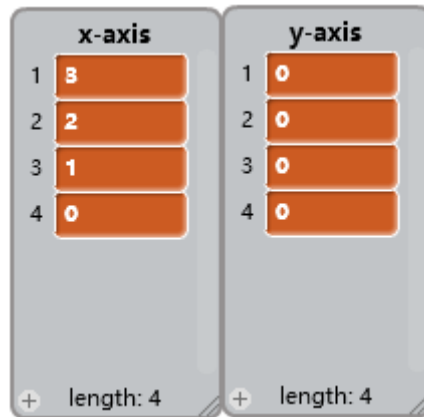 x-axis
1 3
2 2
3 1
4 0
+ length: 4
y-axis
1 0
2 0
3 0
4 0
+ length: 4